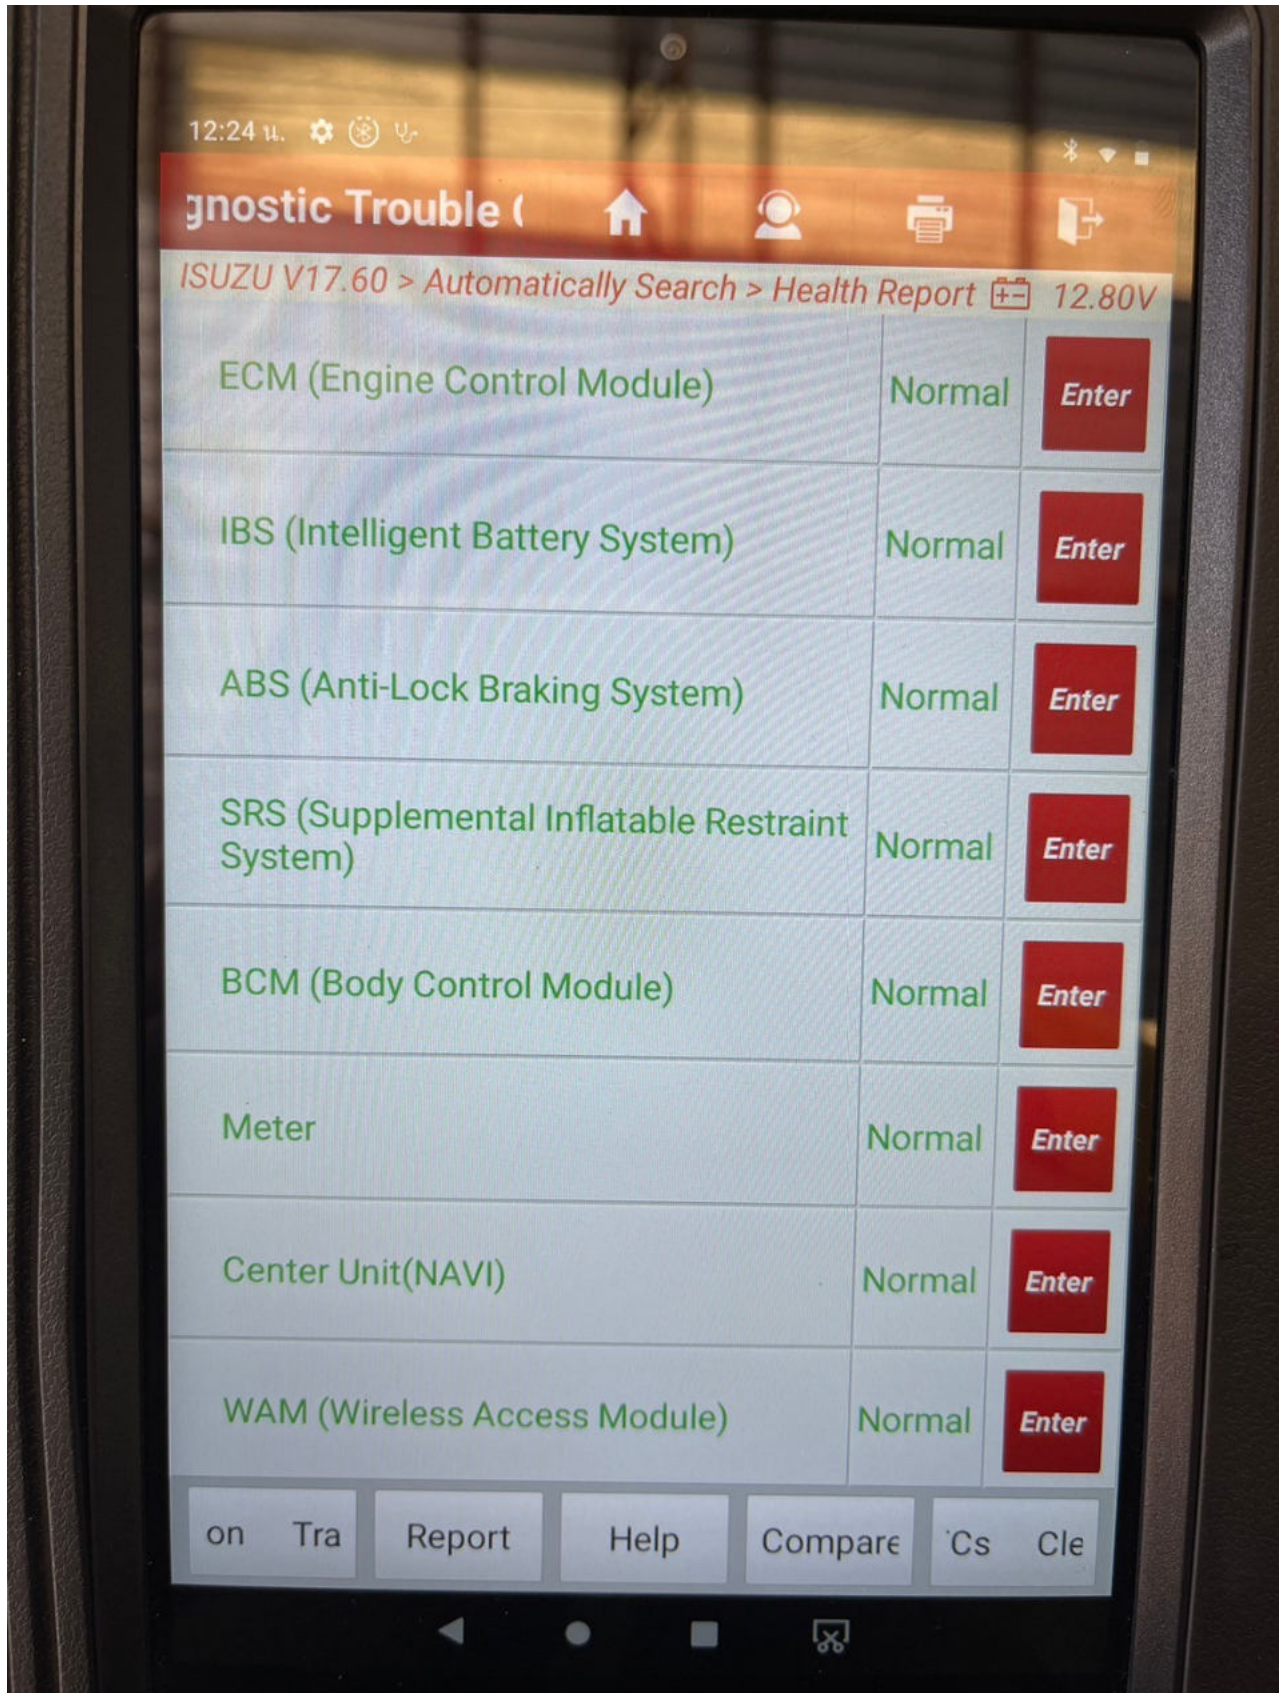 12:24 น.
gnostic Trouble (
ISUZU V17.60 > Automatically Search > Health Report 12.80V
ECM (Engine Control Module) Normal Enter
IBS (Intelligent Battery System) Normal Enter
ABS (Anti-Lock Braking System) Normal Enter
SRS (Supplemental Inflatable Restraint
System) Normal Enter
BCM (Body Control Module) Normal Enter
Meter Normal Enter
Center Unit(NAVI) Normal Enter
WAM (Wireless Access Module) Normal Enter
on Tra Report Help Compare Cs Cle